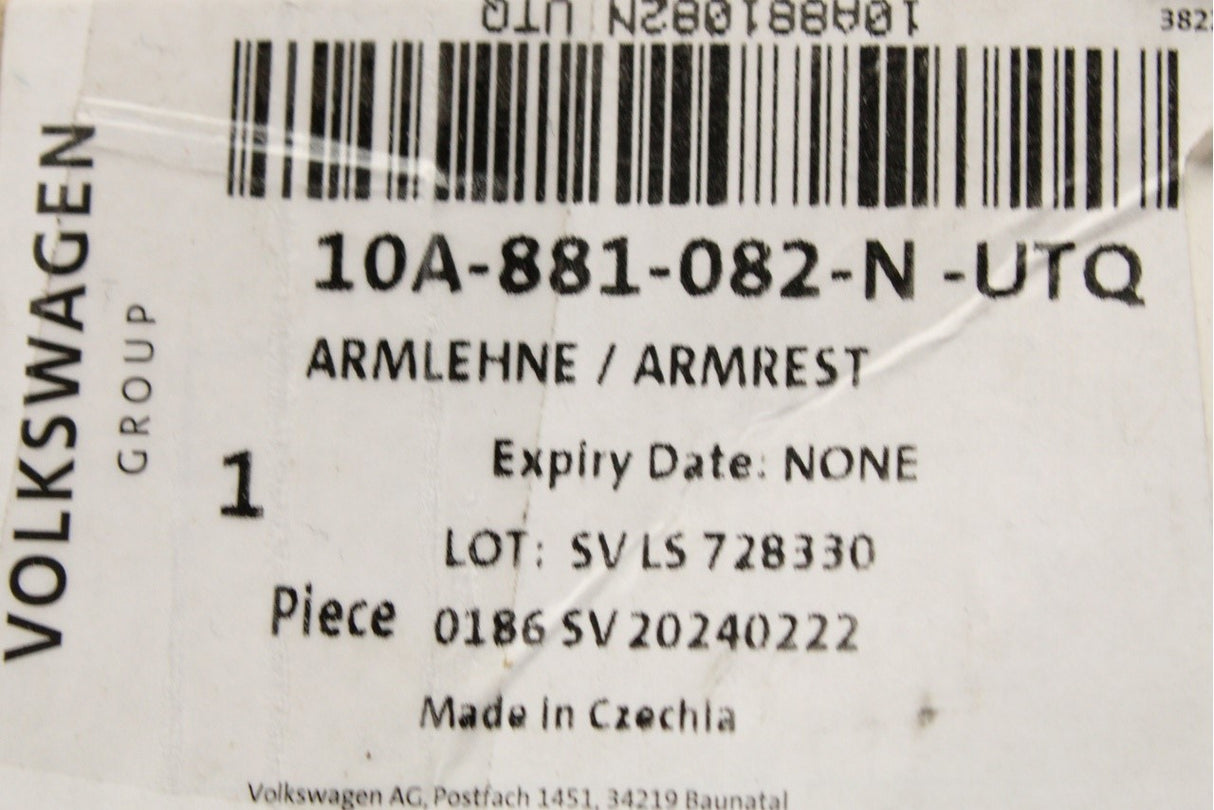 10A881082N UTQ
382
VOLKSWAGEN
GROUP
10A-881-082-N -UTQ
ARMLEHNE / ARMREST
Expiry Date: NONE
1
LOT: SV LS 728330
Piece
0186 SV 20240222
Made in Czechia
Volkswagen AG, Postfach 1451, 34219 Baunatal